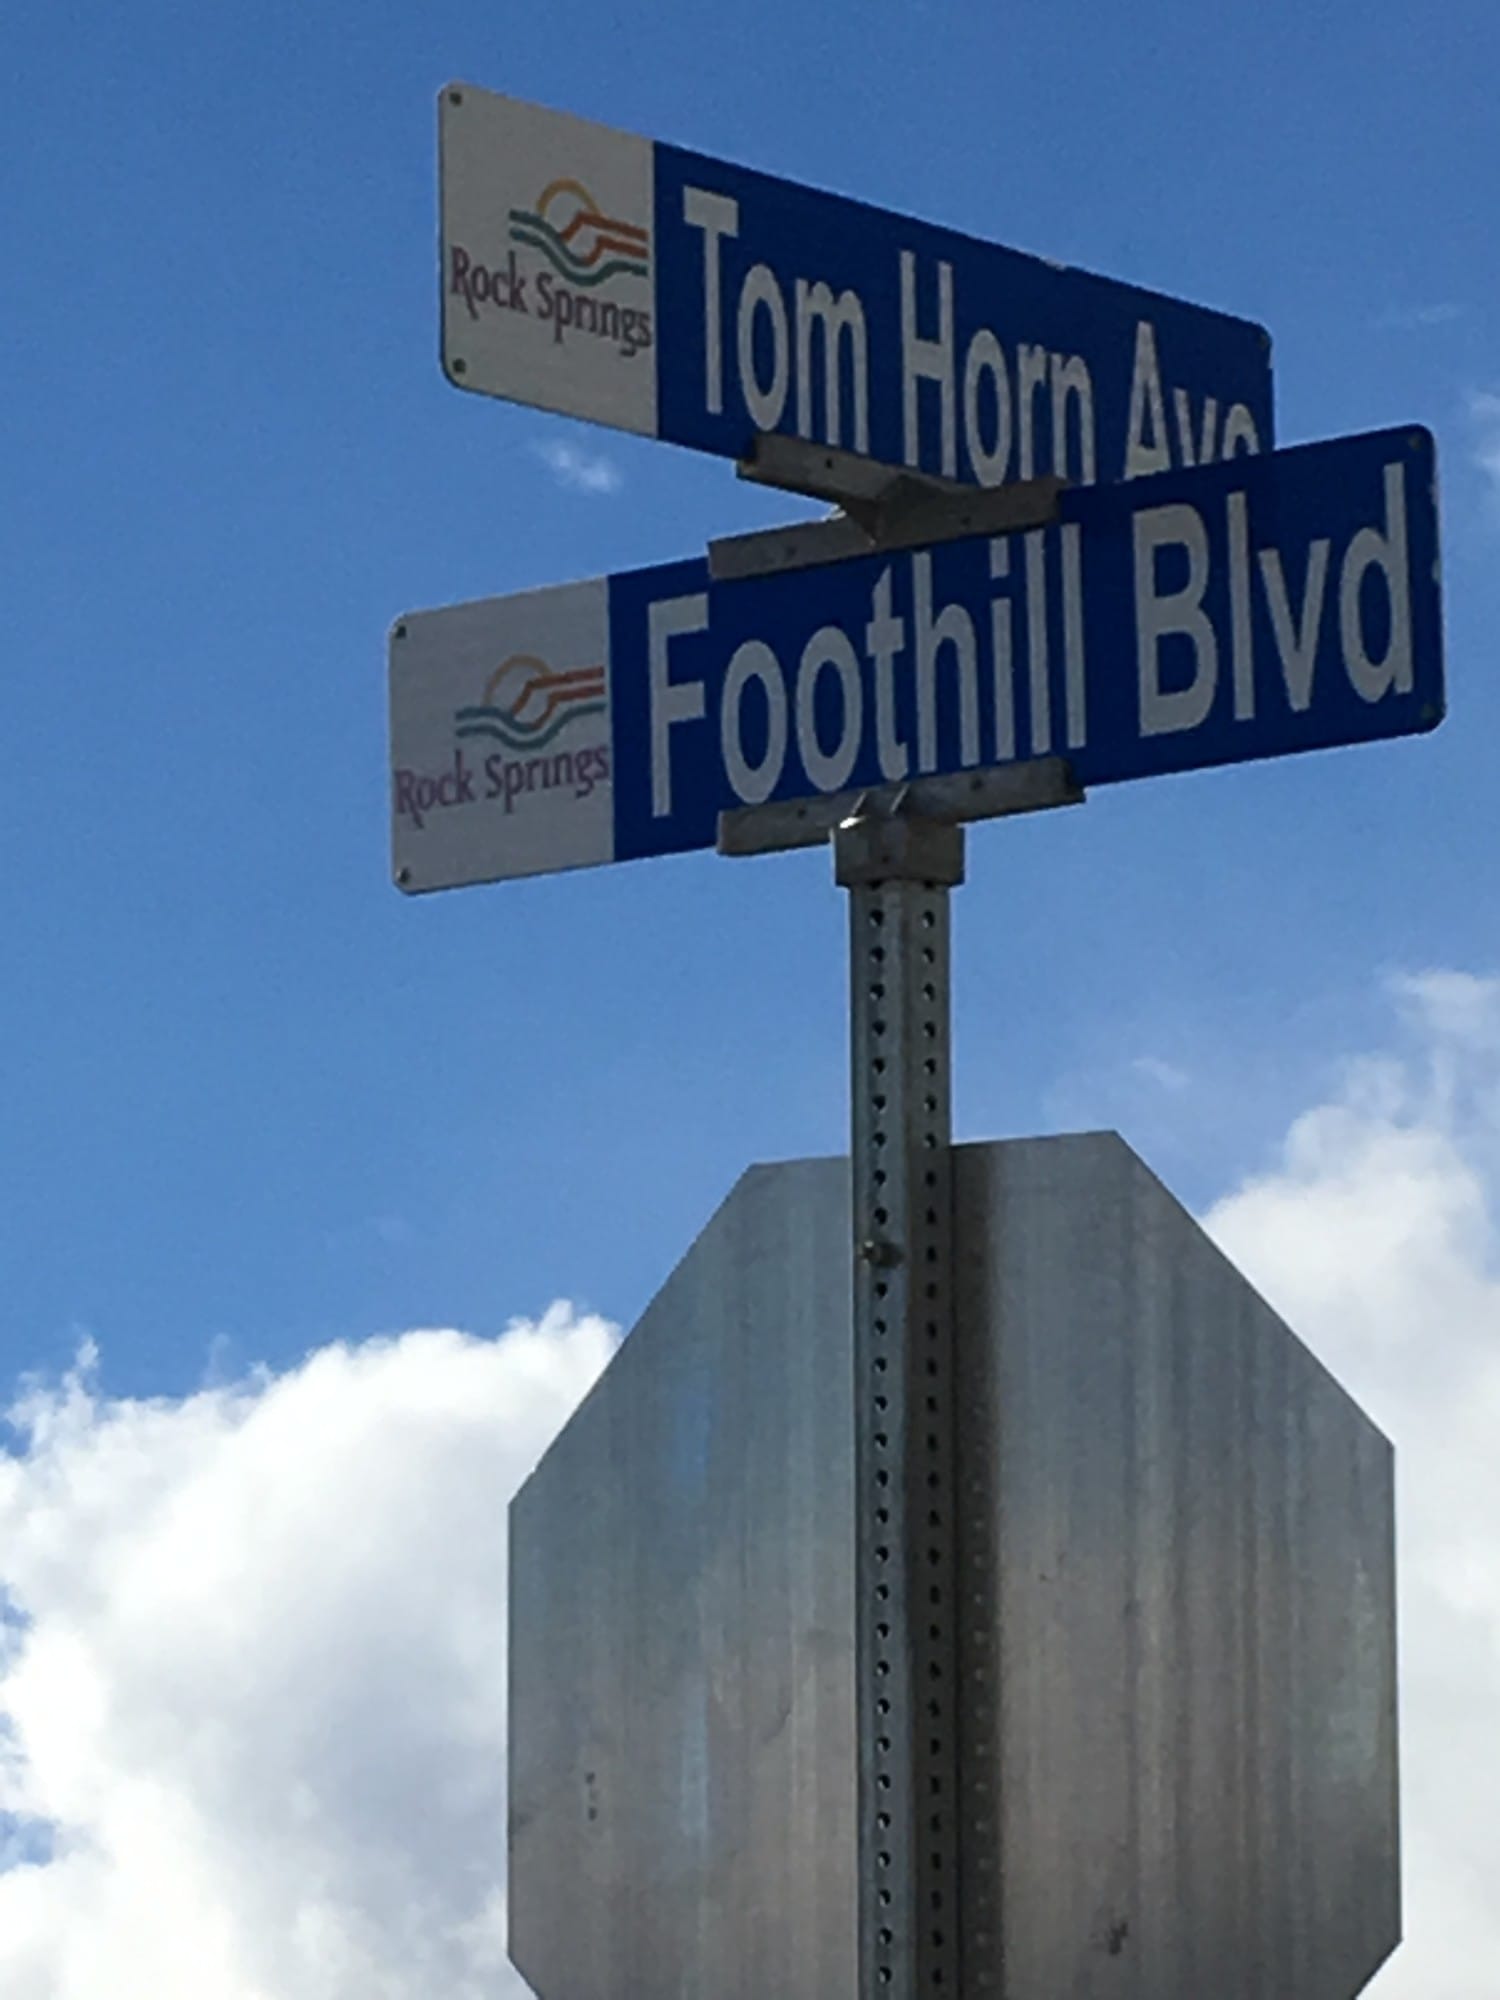 Rock Springs
Tom Horn Ave
Rock Springs
Foothill Blvd